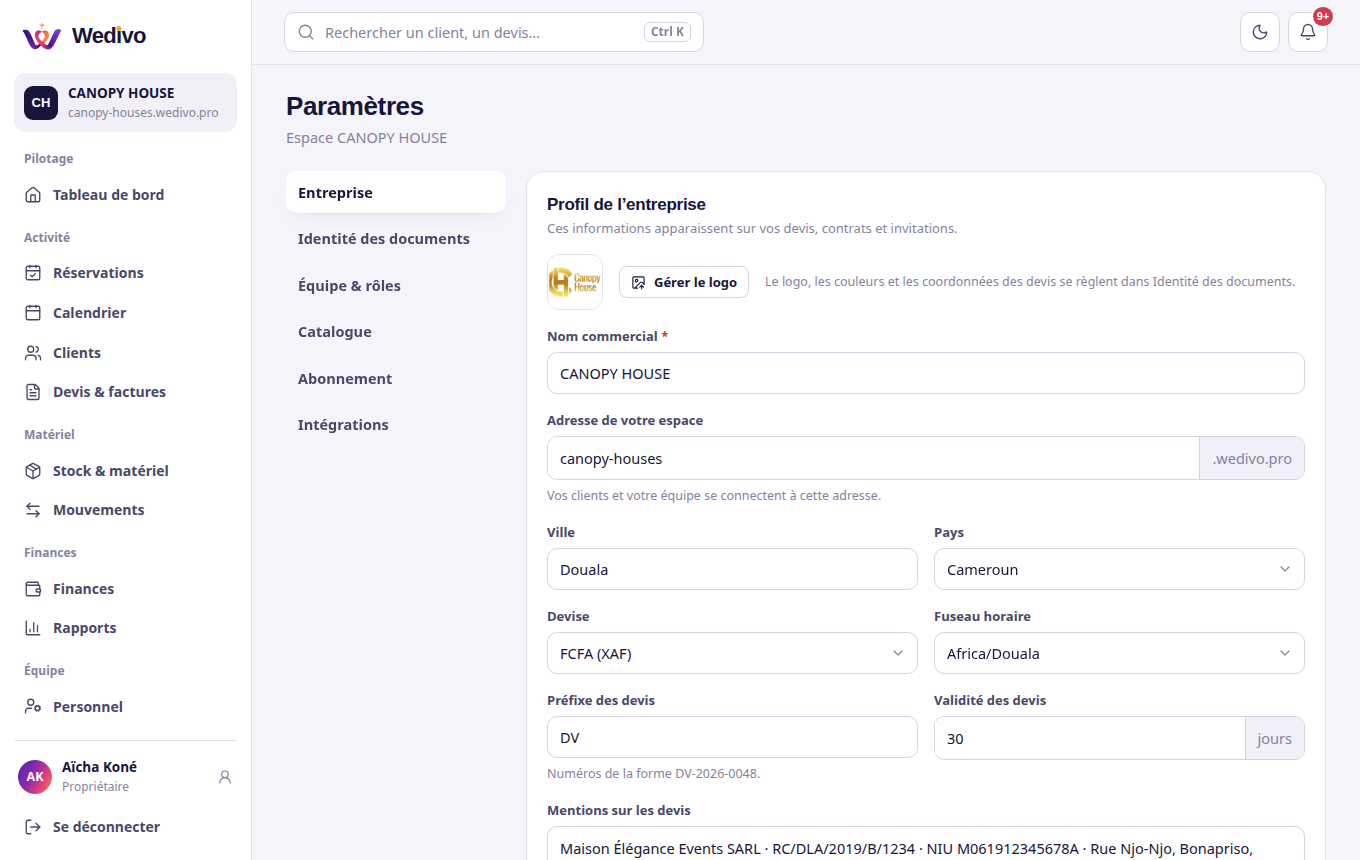 Wedivo
Rechercher un client, un devis...
Ctrl K
9+
CH
CANOPY HOUSE
canopy-houses.wedivo.pro
Pilotage
Tableau de bord
Activité
Réservations
Calendrier
Clients
Devis & factures
Matériel
Stock & matériel
Mouvements
Finances
Finances
Rapports
Équipe
Personnel
AK
Aïcha Koné
Propriétaire
Se déconnecter
Paramètres
Espace CANOPY HOUSE
Entreprise
Identité des documents
Équipe & rôles
Catalogue
Abonnement
Intégrations
Profil de l’entreprise
Ces informations apparaissent sur vos devis, contrats et invitations.
Canopy
House
Gérer le logo
Le logo, les couleurs et les coordonnées des devis se règlent dans Identité des documents.
Nom commercial *
CANOPY HOUSE
Adresse de votre espace
canopy-houses
.wedivo.pro
Vos clients et votre équipe se connectent à cette adresse.
Ville
Pays
Douala
Cameroun
Devise
Fuseau horaire
FCFA (XAF)
Africa/Douala
Préfixe des devis
Validité des devis
DV
30
jours
Numéros de la forme DV-2026-0048.
Mentions sur les devis
Maison Élégance Events SARL · RC/DLA/2019/B/1234 · NIU M061912345678A · Rue Njo-Njo, Bonapriso,